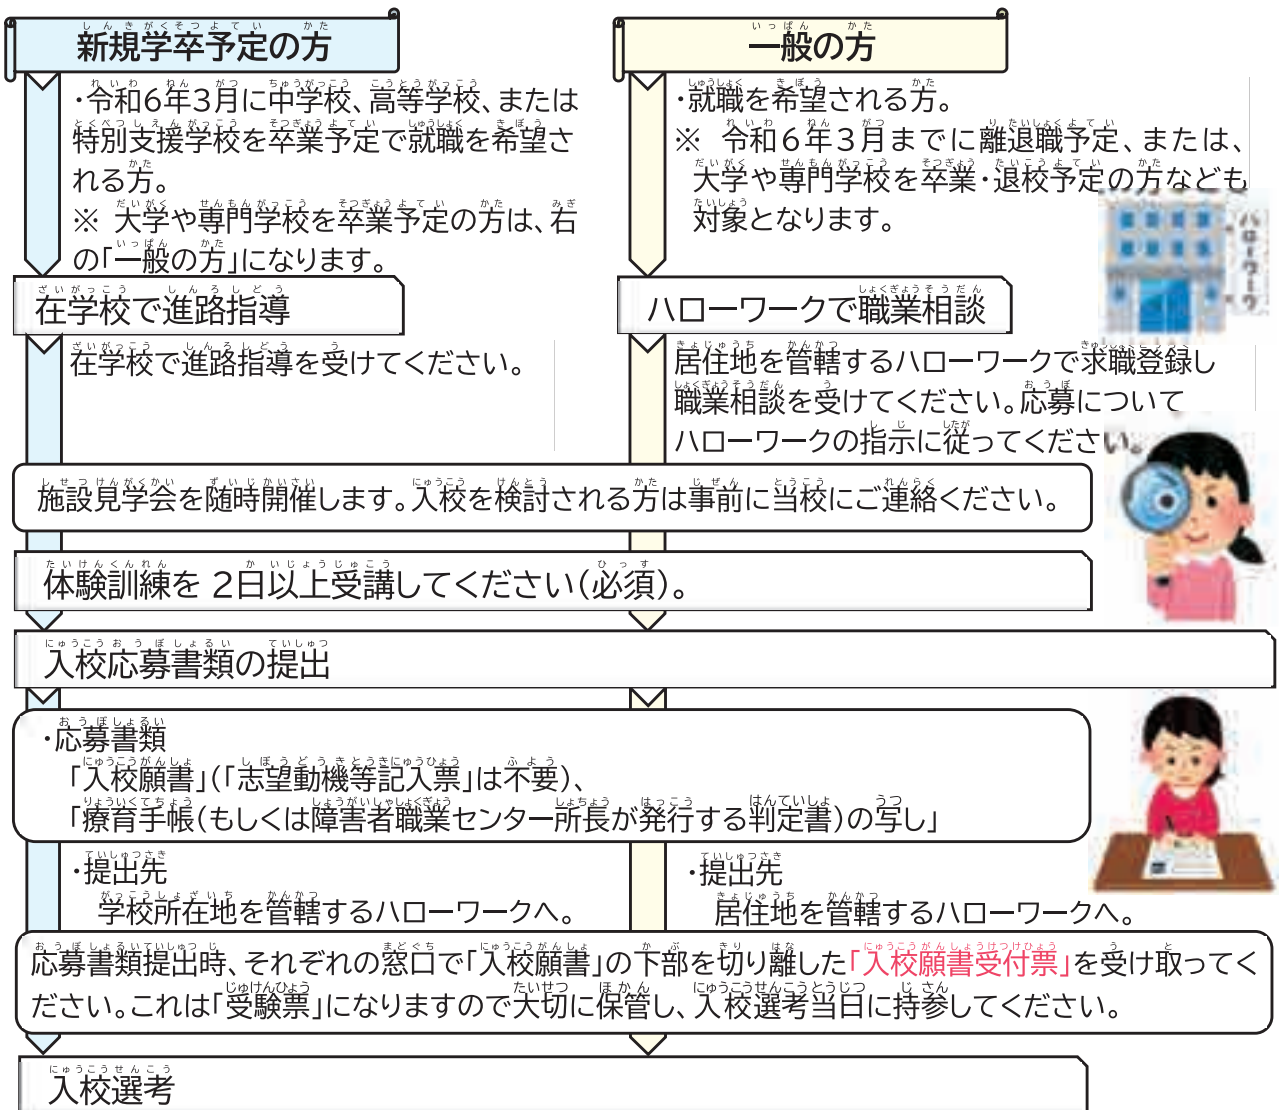 新規学卒予定の方
・令和6年3月に中学校、高等学校、または
特別支援学校を卒業予定で就職を希望さ
れる方。
※ 大学や専門学校を卒業予定の方は、右
の「一般の方」になります。
一般の方
・就職を希望される方。
※ 令和6年3月までに離退職予定、または、
大学や専門学校を卒業・退校予定の方なども
対象となります。
ハローワーク
在学校で進路指導
在学校で進路指導を受けてください。
ハローワークで職業相談
居住地を管轄するハローワークで求職登録し
職業相談を受けてください。応募について
ハローワークの指示に従ってください。
施設見学会を随時開催します。入校を検討される方は事前に当校にご連絡ください。
体験訓練を 2日以上受講してください(必須)。
入校応募書類の提出
・応募書類
「入校願書」(「志望動機等記入票」は不要)、
「療育手帳(もしくは障害者職業センター所長が発行する判定書)の写し」
・提出先
学校所在地を管轄するハローワークへ。
・提出先
居住地を管轄するハローワークへ。
応募書類提出時、それぞれの窓口で「入校願書」の下部を切り離した「入校願書受付票」を受け取ってく
ださい。これは「受験票」になりますので大切に保管し、入校選考当日に持参してください。
入校選考